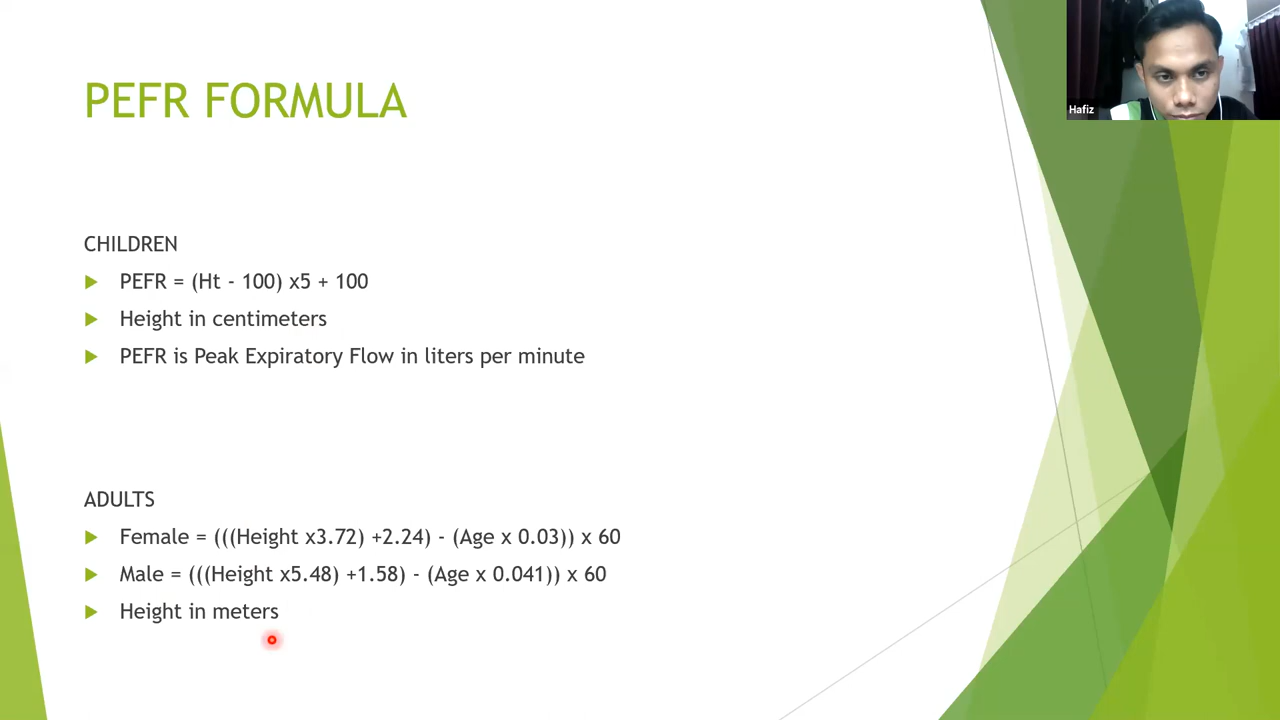 PEFR FORMULA
Hafiz
CHILDREN
PEFR = (Ht - 100) x5 + 100
Height in centimeters
PEFR is Peak Expiratory Flow in liters per minute
ADULTS
Female = (((Height x3.72) +2.24) - (Age x 0.03)) x 60
Male = (((Height x5.48) +1.58) - (Age x 0.041)) x 60
Height in meters